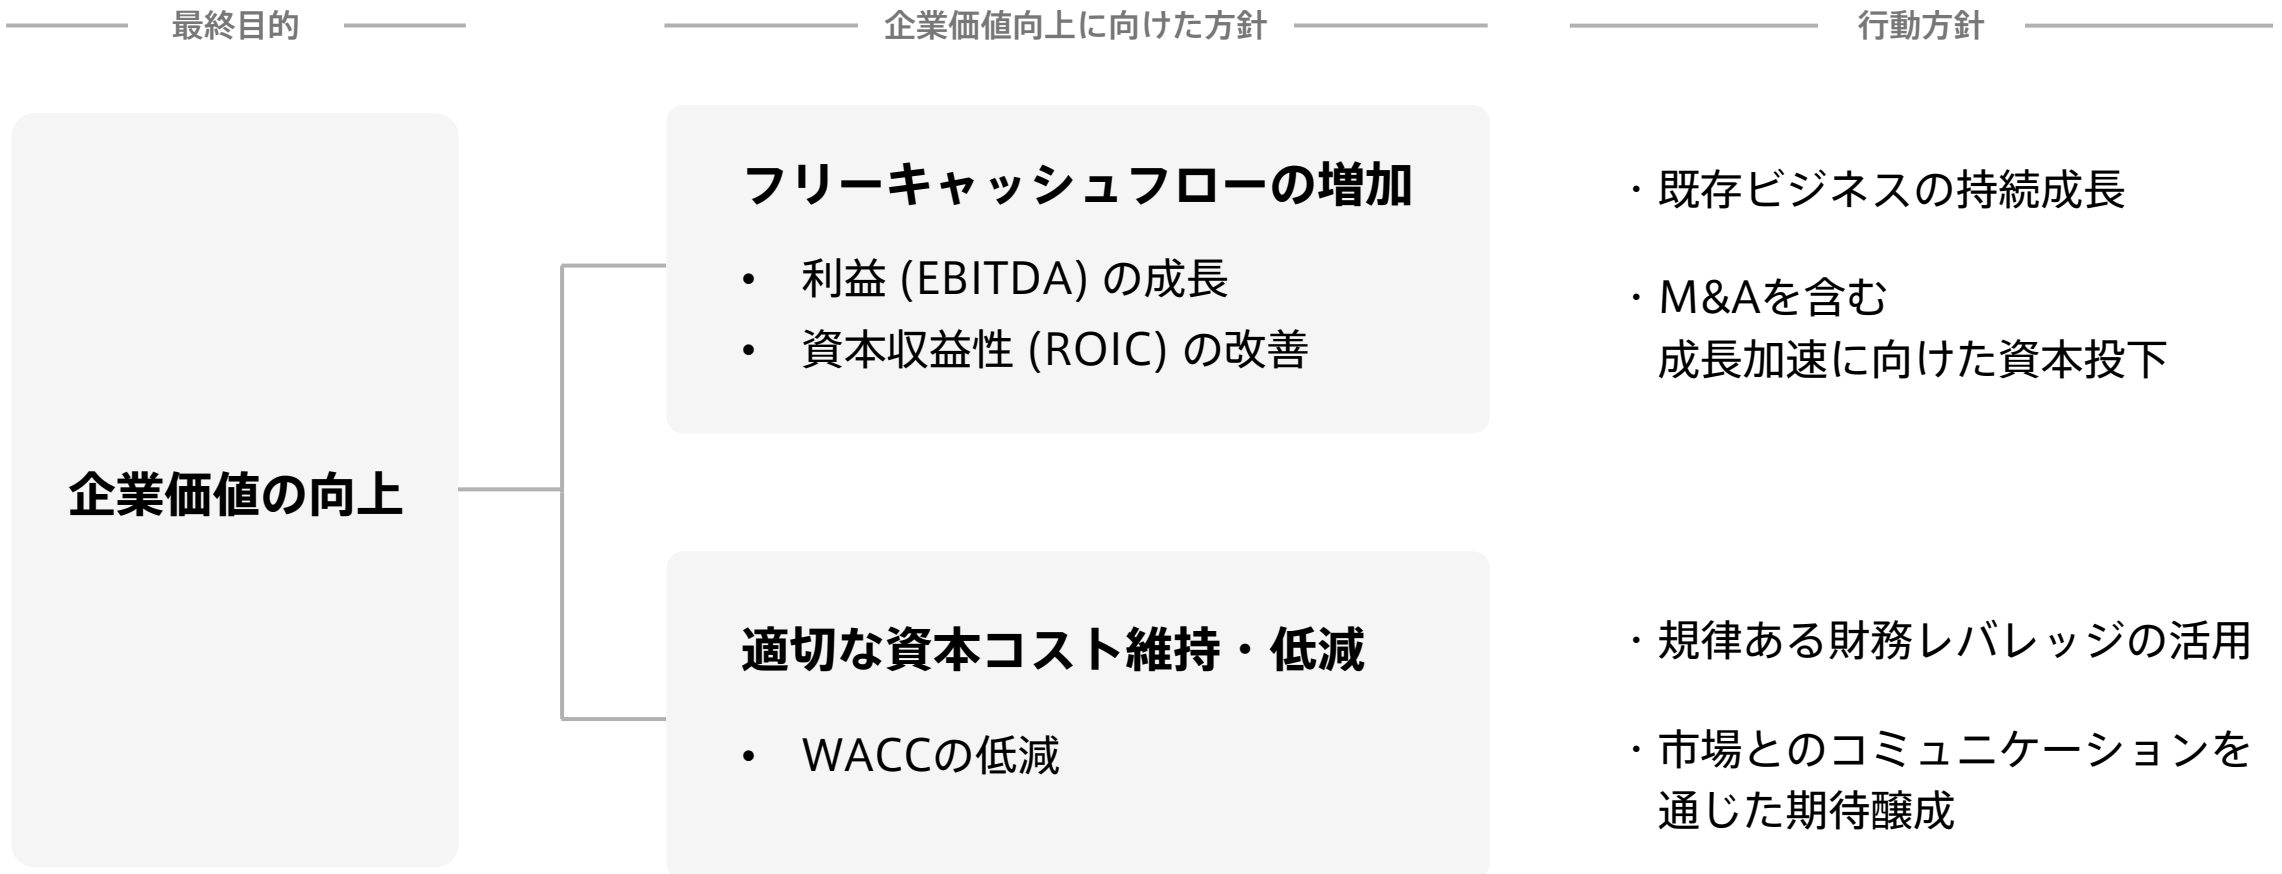 最終目的
企業価値向上に向けた方針
行動方針
企業価値の向上
フリーキャッシュフローの増加
• 利益 (EBITDA) の成長
• 資本収益性 (ROIC) の改善
・既存ビジネスの持続成長
・M&Aを含む
成長加速に向けた資本投下
適切な資本コスト維持・低減
• WACCの低減
・規律ある財務レバレッジの活用
・市場とのコミュニケーションを
通じた期待醸成